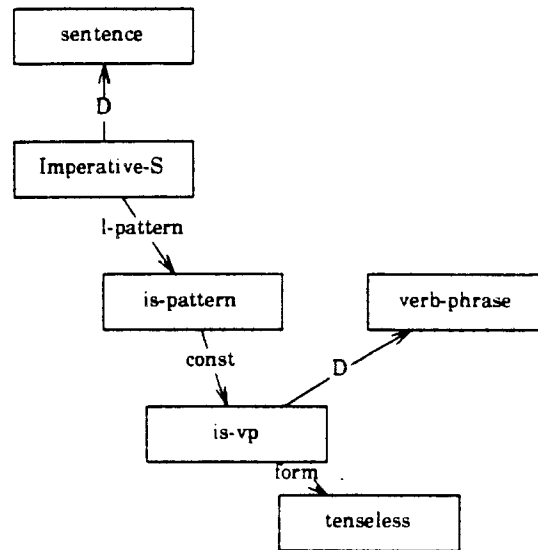 sentence
D
Imperative-S
l-pattern
is-pattern
verb-phrase
const
D
is-vp
form
tenseless